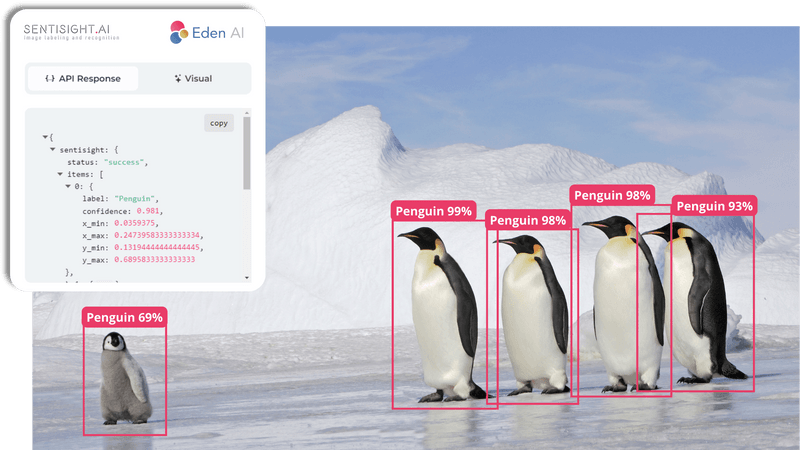 SENTISIGHT.AI
image labeling and recognition
Eden AI
{··} API Response
Visual
copy
{
sentisight: {
status: "success",
items: [
0: {
label: "Penguin",
confidence: 0.981,
x_min: 0.0359375,
x_max: 0.24739583333333334,
y_min: 0.13194444444444445,
y_max: 0.6895833333333333
},
Penguin 99%
Penguin 98%
Penguin 98%
Penguin 93%
Penguin 69%